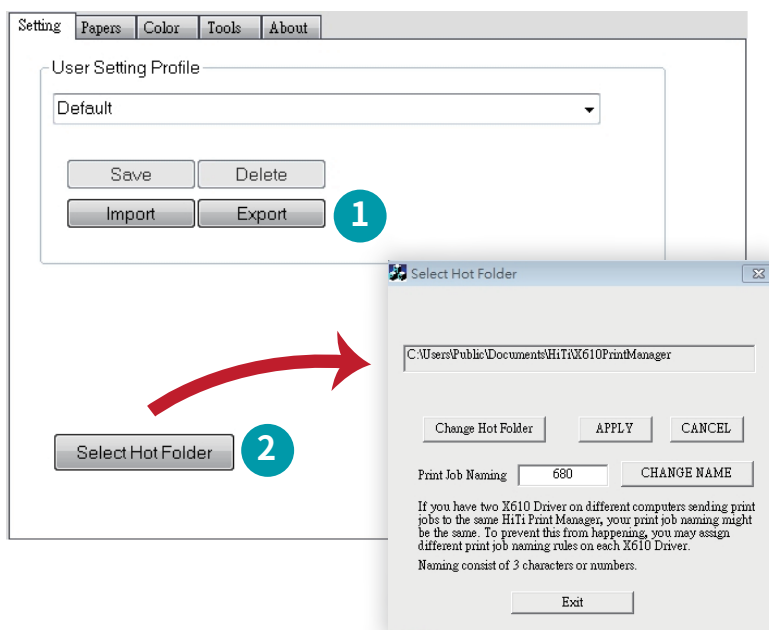 Setting Papers Color Tools About
User Setting Profile
Default
Save Delete
Import Export
1
Select Hot Folder
2
Select Hot Folder
C:\Users\Public\Documents\HiTi\X610PrintManager
Change Hot Folder APPLY CANCEL
Print Job Naming 680 CHANGE NAME
If you have two X610 Driver on different computers sending print
jobs to the same HiTi Print Manager, your print job naming might
be the same. To prevent this from happening, you may assign
different print job naming rules on each X610 Driver.
Naming consist of 3 characters or numbers.
Exit